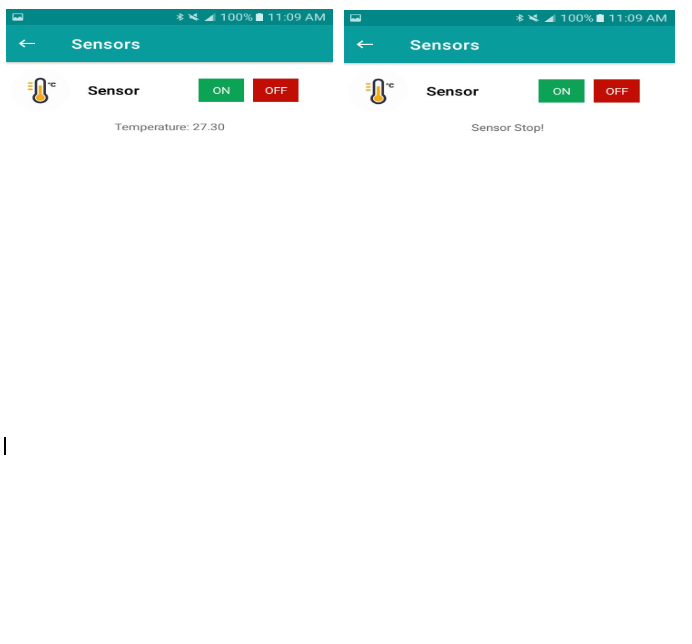 100% 11:09 AM
Sensors
°C Sensor ON OFF
Temperature: 27.30
100% 11:09 AM
Sensors
°C Sensor ON OFF
Sensor Stop!